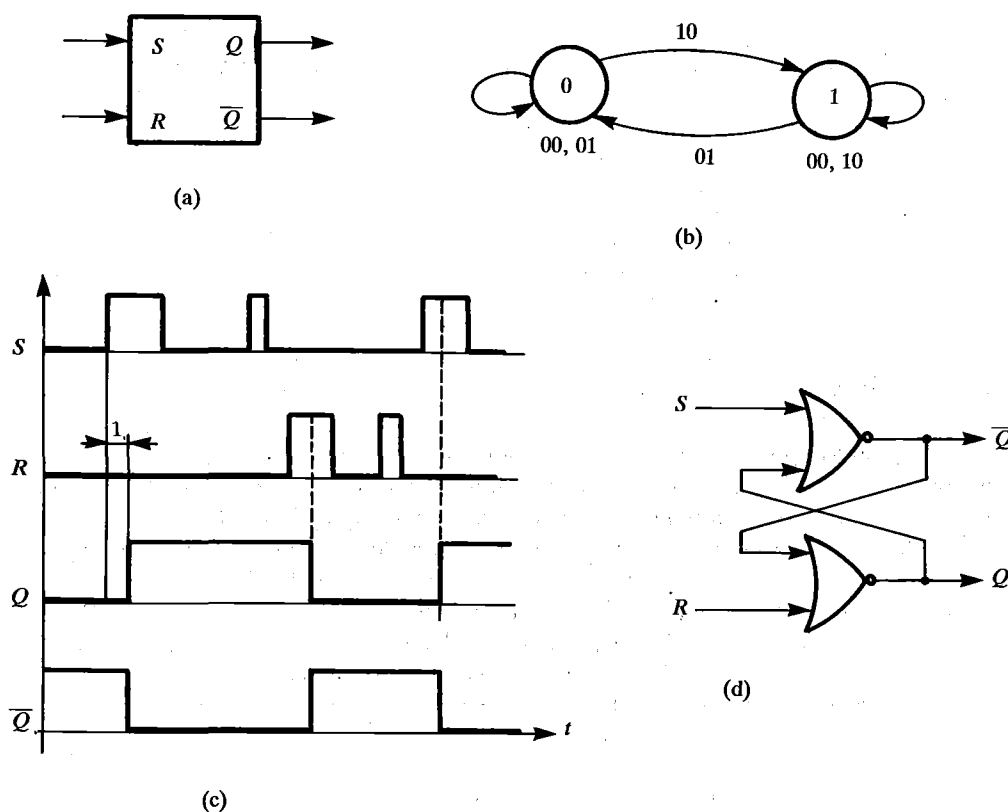 S Q
R Q̅
(a)
10
0 1
00, 01
01
00, 10
(b)
S
1
R
Q
Q̅
t
(c)
S
Q̅
R
Q
(d)